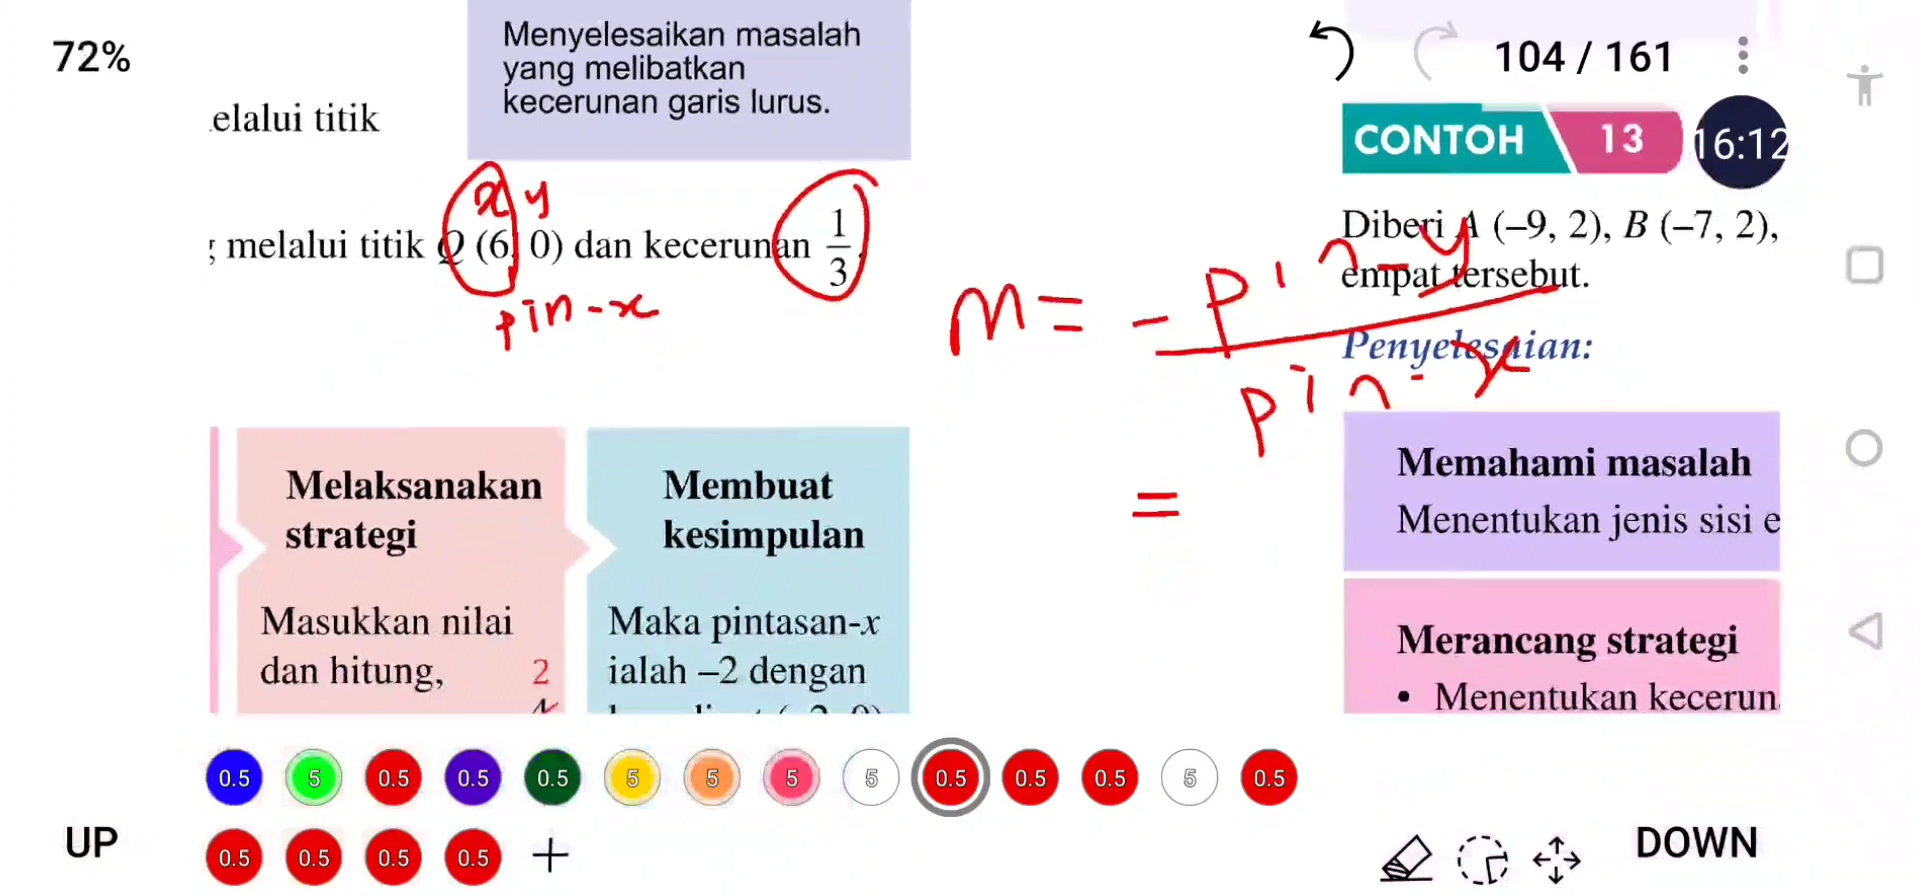 72%
Menyelesaikan masalah
yang melibatkan
kecerunan garis lurus.
elalui titik
x y
melalui titik Q (6, 0) dan kecerunan 1/3
pin-x
m = - pin-y / pin-x
=
Melaksanakan
strategi
Masukkan nilai
dan hitung,
2
Membuat
kesimpulan
Maka pintasan-x
ialah –2 dengan
104 / 161
CONTOH 13
16:12
Diberi A (–9, 2), B (–7, 2),
empat tersebut.
Penyelesaian:
Memahami masalah
Menentukan jenis sisi e
Merancang strategi
• Menentukan kecerun
0.5 5 0.5 0.5 0.5 5 5 5 5 0.5 0.5 0.5 5 0.5
UP
0.5 0.5 0.5 0.5 +
DOWN